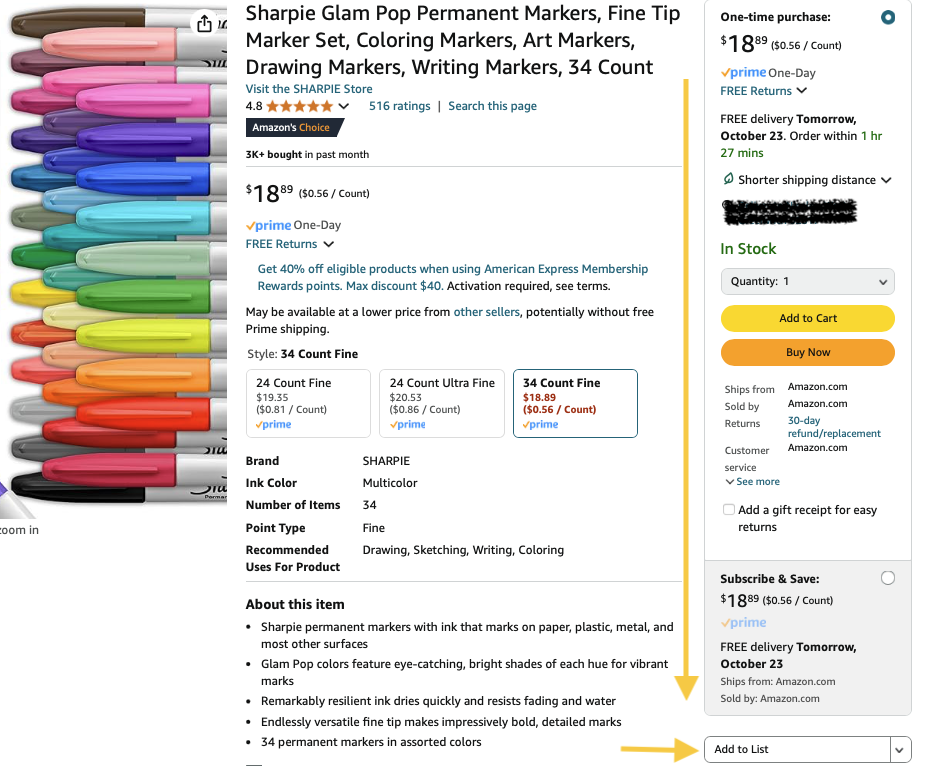 Sharpie Glam Pop Permanent Markers, Fine Tip
Marker Set, Coloring Markers, Art Markers,
Drawing Markers, Writing Markers, 34 Count
Visit the SHARPIE Store
4.8
516 ratings | Search this page
Amazon's Choice
3K+ bought in past month
$18 89 ($0.56 / Count)
prime One-Day
FREE Returns
Get 40% off eligible products when using American Express Membership
Rewards points. Max discount $40. Activation required, see terms.
May be available at a lower price from other sellers, potentially without free
Prime shipping.
Style: 34 Count Fine
24 Count Fine
$19.35
($0.81 / Count)
prime
24 Count Ultra Fine
$20.53
($0.86 / Count)
prime
34 Count Fine
$18.89
($0.56 / Count)
prime
Brand SHARPIE
Ink Color Multicolor
Number of Items 34
Point Type Fine
Recommended Drawing, Sketching, Writing, Coloring
Uses For Product
About this item
• Sharpie permanent markers with ink that marks on paper, plastic, metal, and
most other surfaces
• Glam Pop colors feature eye-catching, bright shades of each hue for vibrant
marks
• Remarkably resilient ink dries quickly and resists fading and water
• Endlessly versatile fine tip makes impressively bold, detailed marks
• 34 permanent markers in assorted colors
zoom in
One-time purchase:
$18 89 ($0.56 / Count)
prime One-Day
FREE Returns
FREE delivery Tomorrow,
October 23. Order within 1 hr
27 mins
Shorter shipping distance
In Stock
Quantity: 1
Add to Cart
Buy Now
Ships from Amazon.com
Sold by Amazon.com
Returns 30-day
refund/replacement
Customer Amazon.com
service
See more
Add a gift receipt for easy
returns
Subscribe & Save:
$18 89 ($0.56 / Count)
prime
FREE delivery Tomorrow,
October 23
Ships from: Amazon.com
Sold by: Amazon.com
Add to List